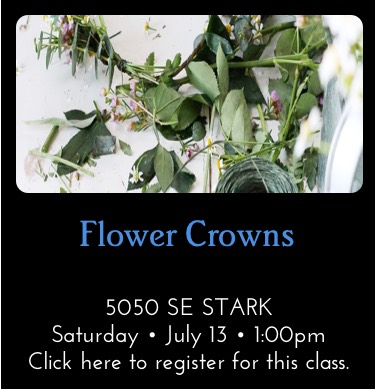 Flower Crowns
5050 SE STARK
Saturday • July 13 • 1:00pm
Click here to register for this class.